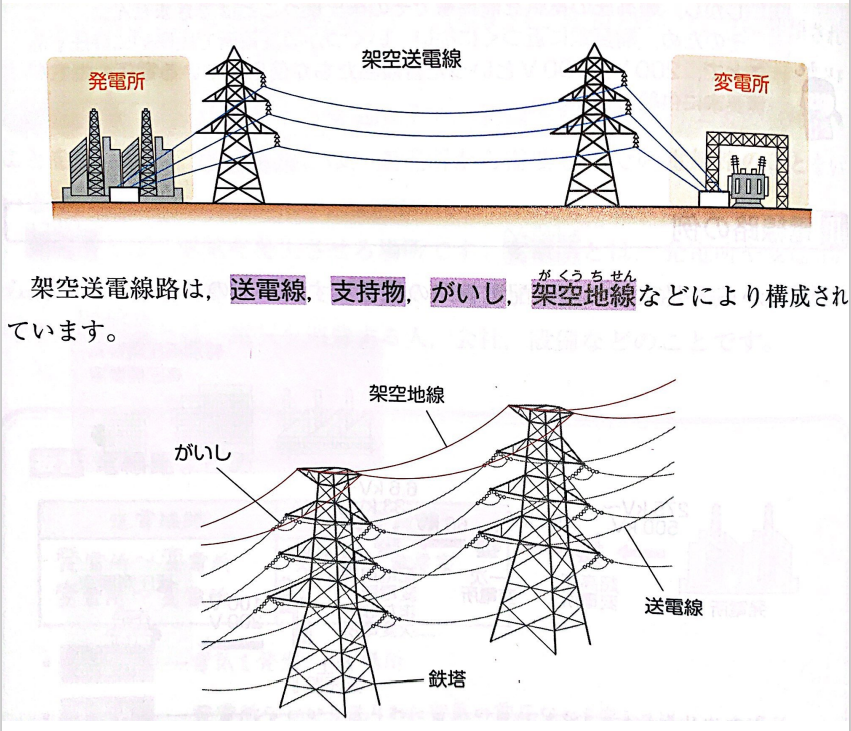 架空送電線
発電所
変電所
架空送電線路は，送電線，支持物，がいし，架空地線などにより構成され
がくうちせん
ています。
架空地線
がいし
送電線
鉄塔